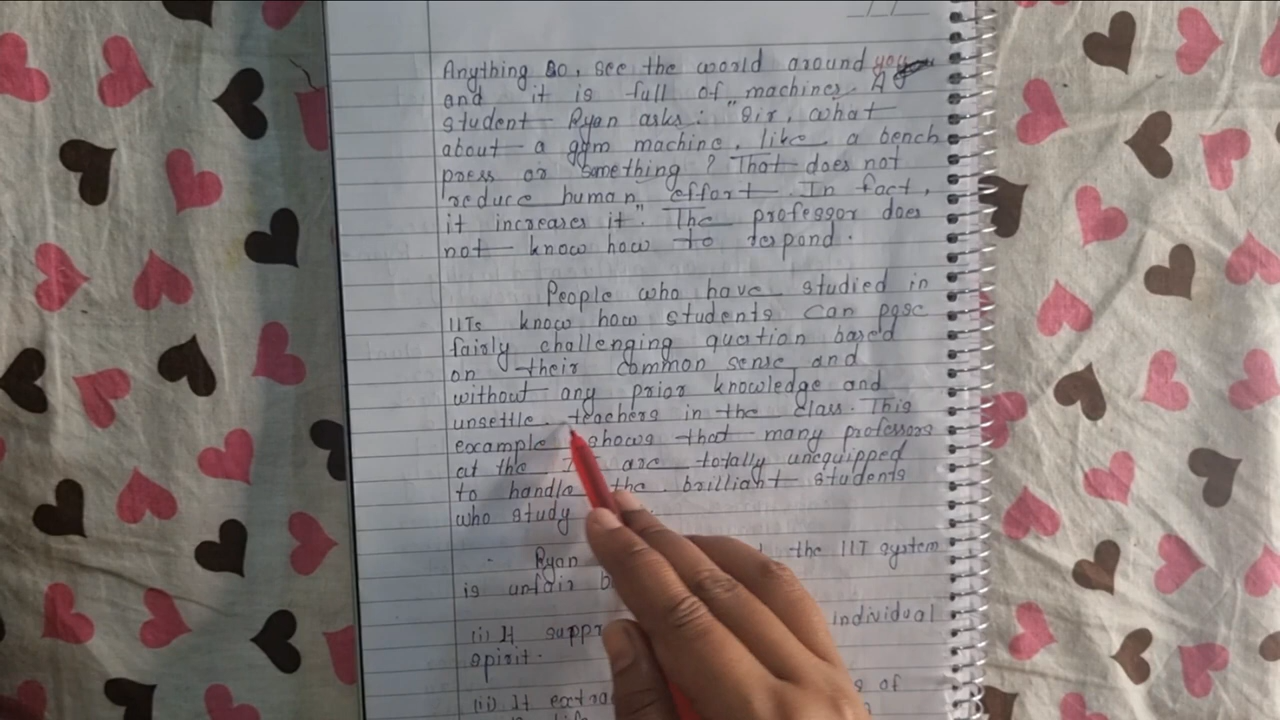 Anything so, see the world around you
and it is full of machines. A
student Ryan asks: "Sir, what
about a gym machine, like a bench
press or something? That does not
reduce human effort. In fact,
it increases it". The professor does
not know how to respond.
People who have studied in
IITs know how students can pose
fairly challenging quation based
on their common sense and
without any prior knowledge and
unsettle teachers in the class. This
example shows that many professors
at the are totally unequipped
to handle the brilliant students
who study
Ryan the IIT system
is unfair
(i) It individual
spirit.
(ii) It of